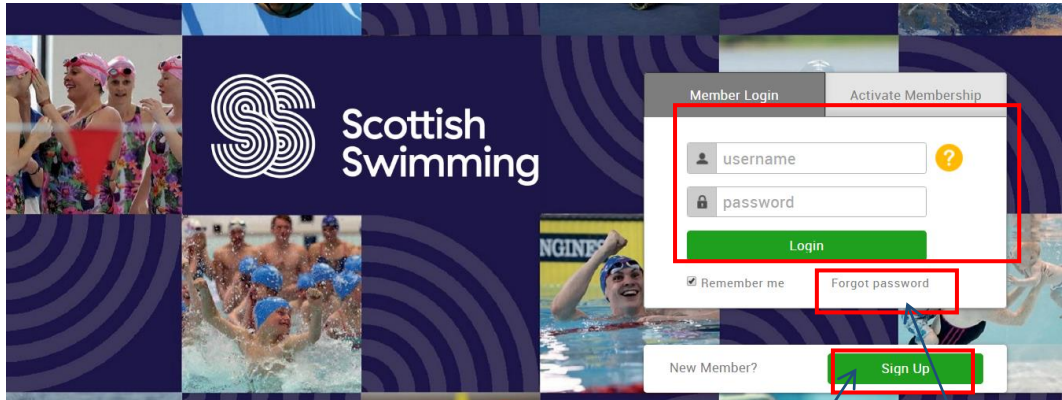 Scottish
Swimming
Member Login
Activate Membership
username
?
password
Login
Remember me
Forgot password
New Member?
Sign Up